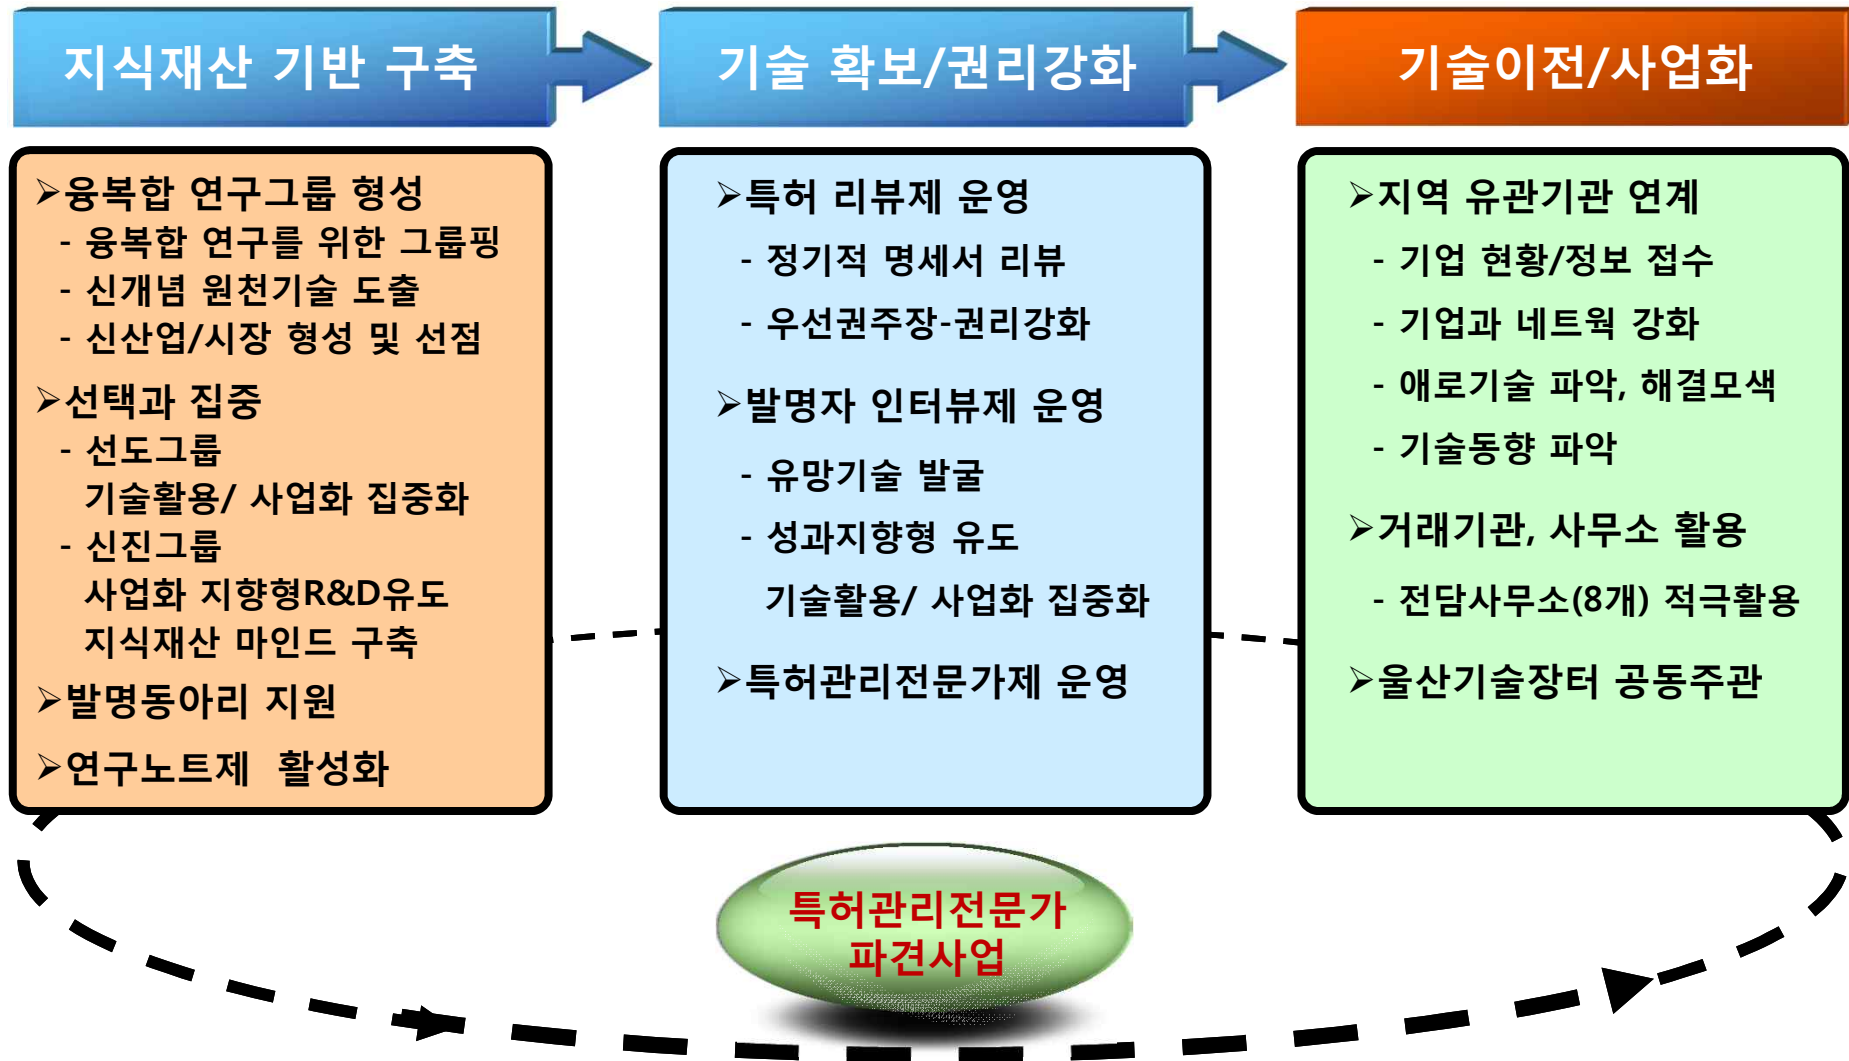 지식재산 기반 구축
➢융복합 연구그룹 형성
- 융복합 연구를 위한 그룹핑
- 신개념 원천기술 도출
- 신산업/시장 형성 및 선점
➢선택과 집중
- 선도그룹
기술활용/ 사업화 집중화
- 신진그룹
사업화 지향형R&D유도
지식재산 마인드 구축
➢발명동아리 지원
➢연구노트제 활성화
기술 확보/권리강화
➢특허 리뷰제 운영
- 정기적 명세서 리뷰
- 우선권주장-권리강화
➢발명자 인터뷰제 운영
- 유망기술 발굴
- 성과지향형 유도
기술활용/ 사업화 집중화
➢특허관리전문가제 운영
기술이전/사업화
➢지역 유관기관 연계
- 기업 현황/정보 접수
- 기업과 네트웍 강화
- 애로기술 파악, 해결모색
- 기술동향 파악
➢거래기관, 사무소 활용
- 전담사무소(8개) 적극활용
➢울산기술장터 공동주관
특허관리전문가
파견사업